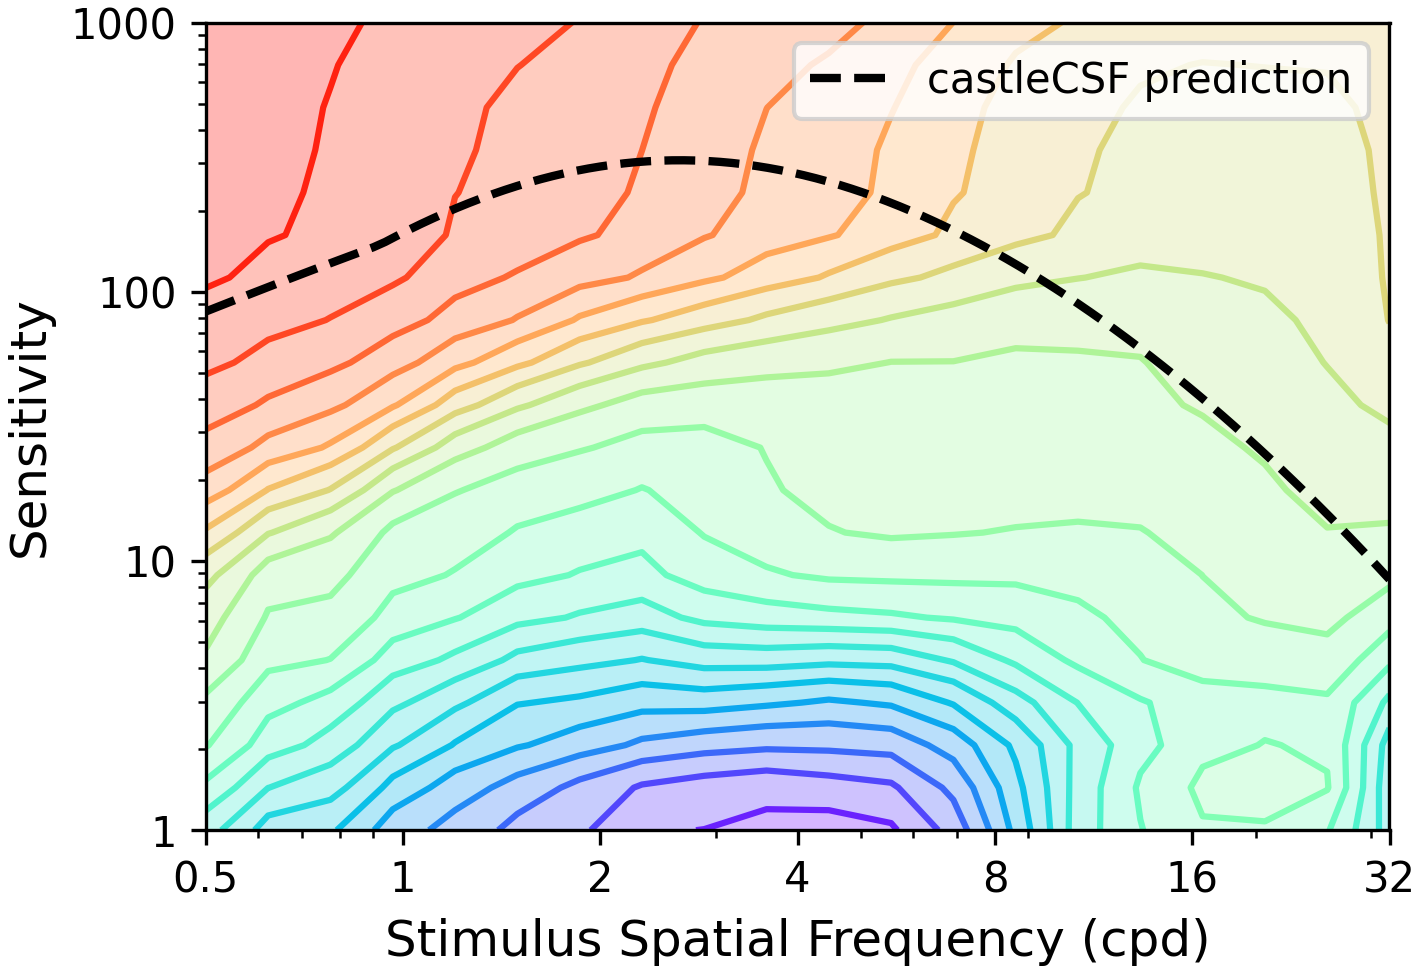 1000
100
10
1
Sensitivity
castleCSF prediction
0.5 1 2 4 8 16 32
Stimulus Spatial Frequency (cpd)